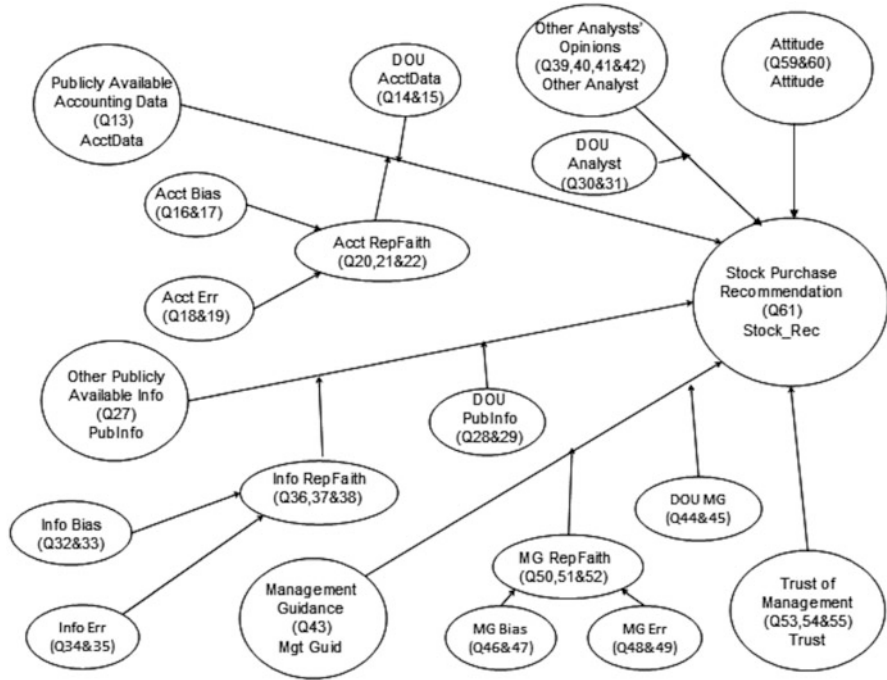 Publicly Available
Accounting Data
(Q13)
AcctData
DOU
AcctData
(Q14&15)
Other Analysts'
Opinions
(Q39,40,41&42)
Other Analyst
Attitude
(Q59&60)
Attitude
DOU
Analyst
(Q30&31)
Acct Bias
(Q16&17)
Acct RepFaith
(Q20,21&22)
Acct Err
(Q18&19)
Stock Purchase
Recommendation
(Q61)
Stock_Rec
Other Publicly
Available Info
(Q27)
PubInfo
DOU
PubInfo
(Q28&29)
Info RepFaith
(Q36,37&38)
Info Bias
(Q32&33)
Info Err
(Q34&35)
Management
Guidance
(Q43)
Mgt Guid
MG RepFaith
(Q50,51&52)
MG Bias
(Q46&47)
MG Err
(Q48&49)
DOU MG
(Q44&45)
Trust of
Management
(Q53,54&55)
Trust